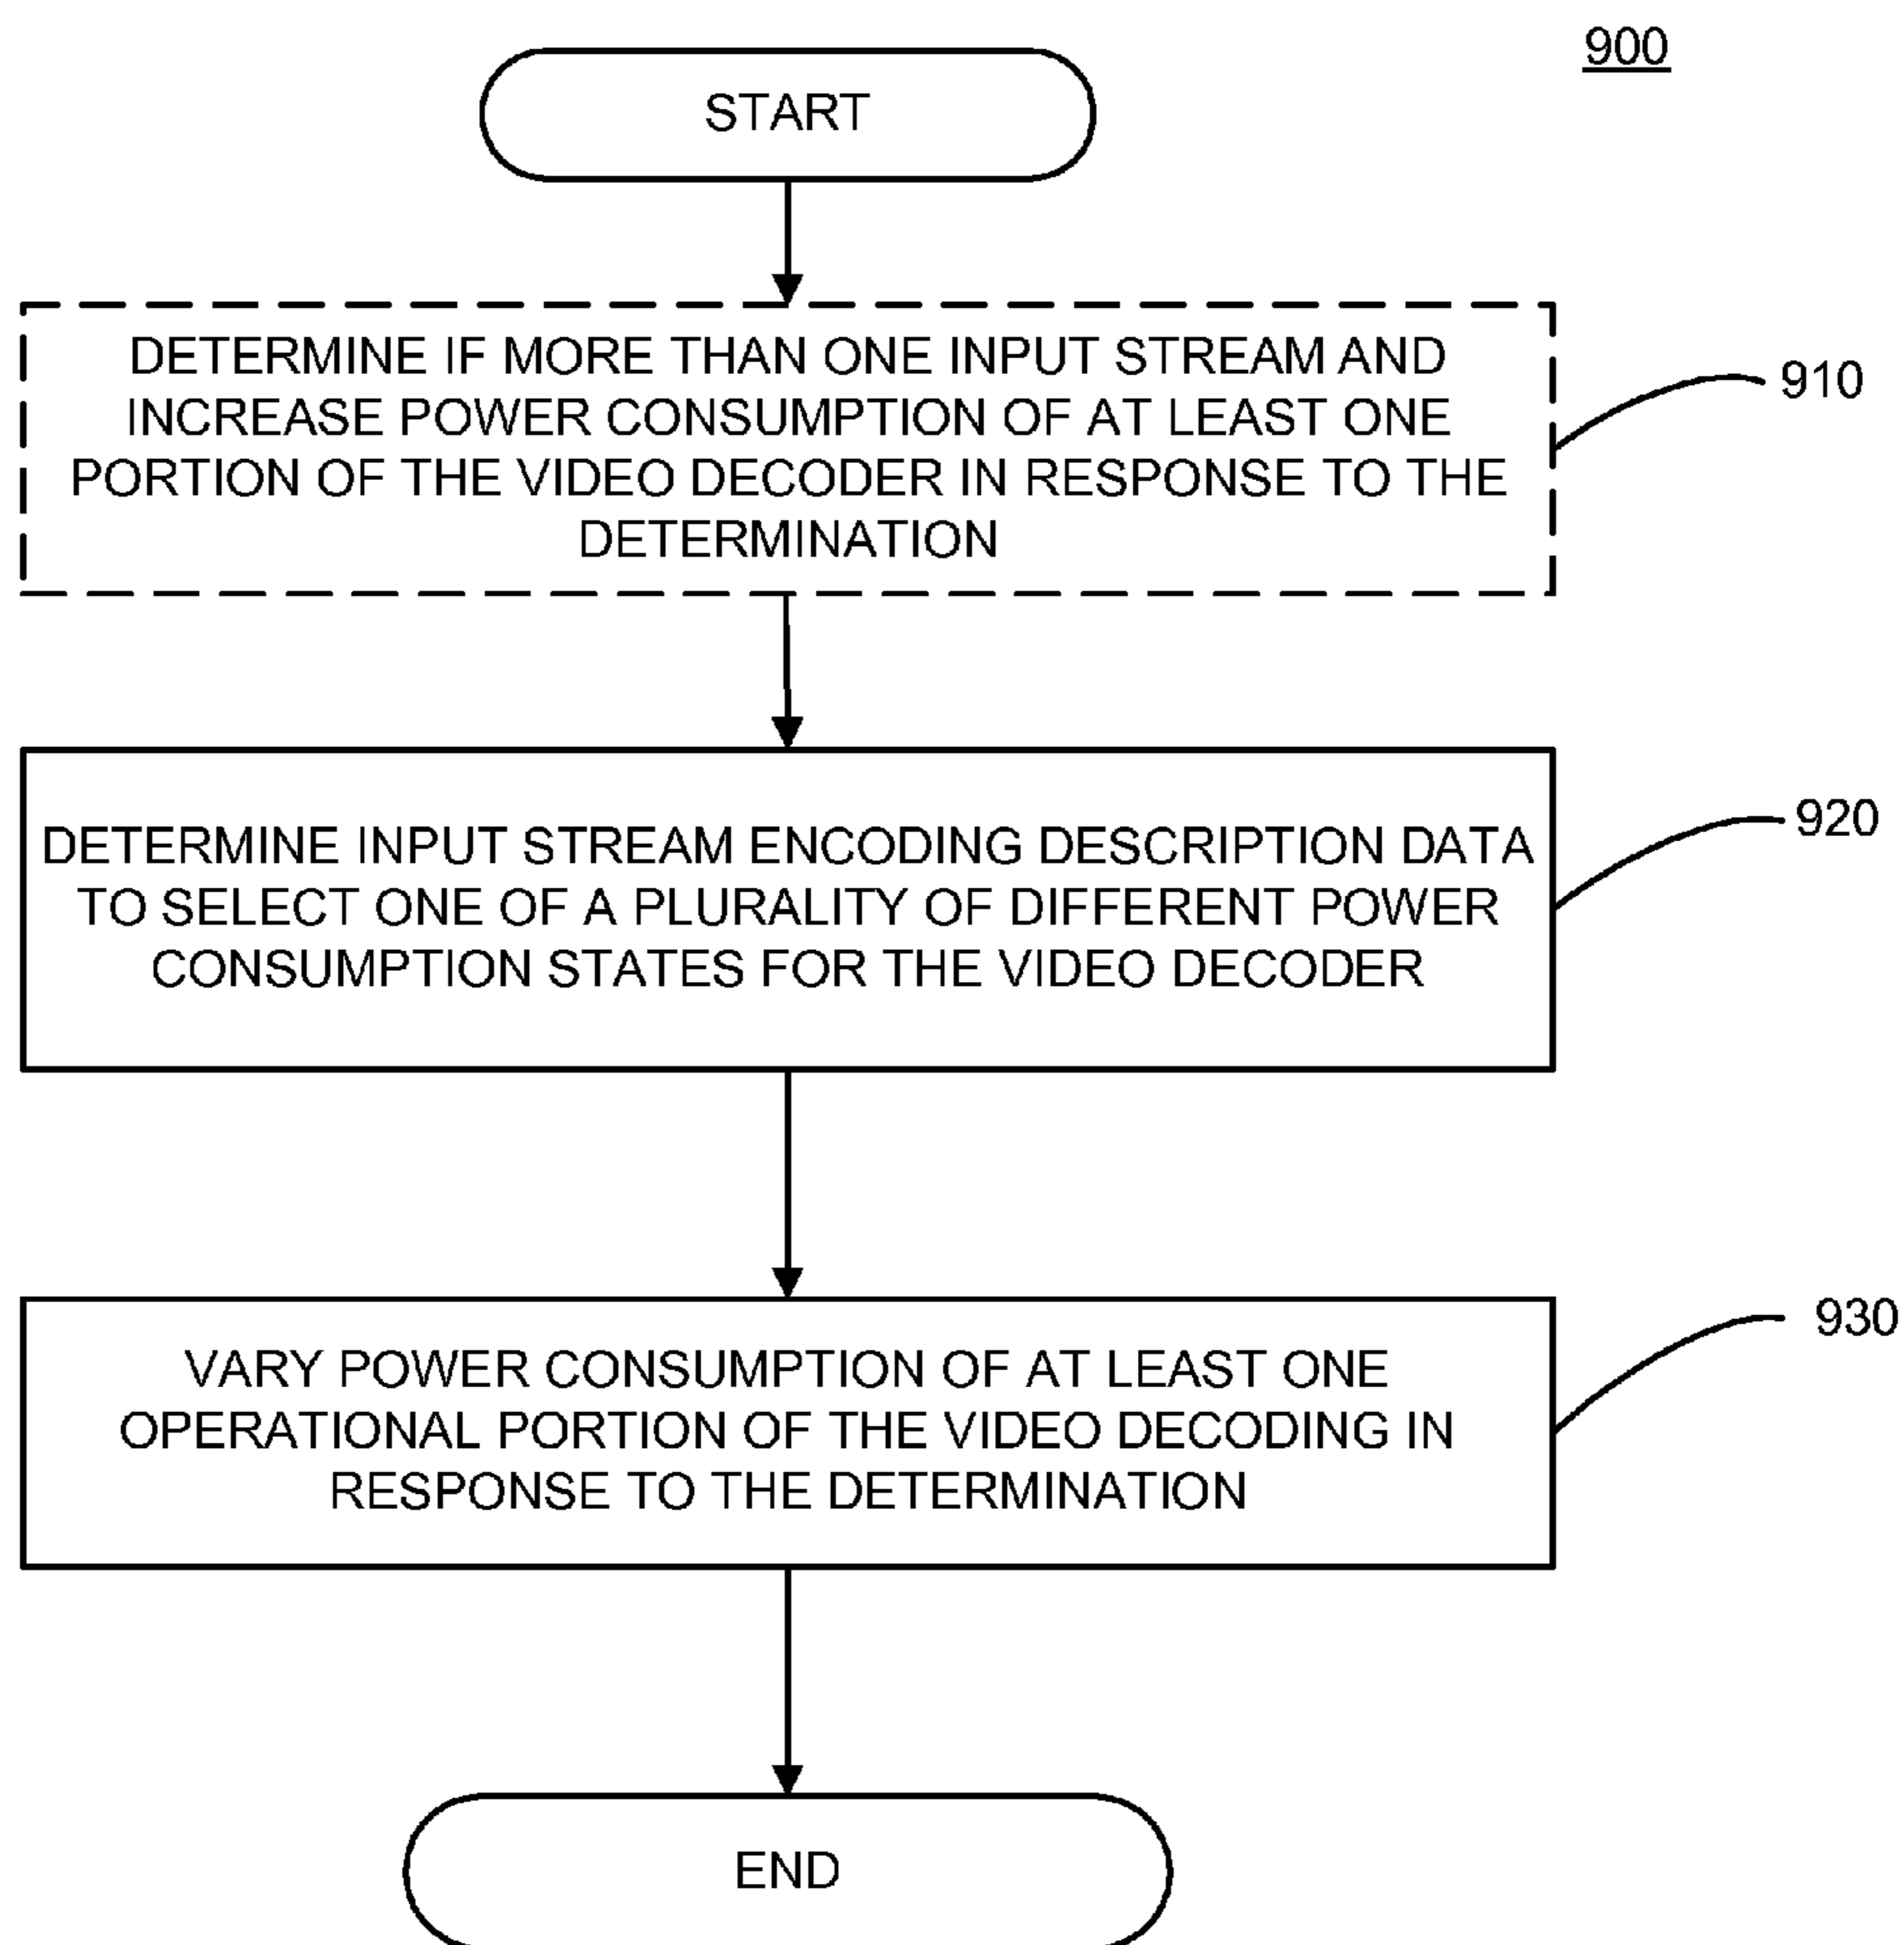 900
START
DETERMINE IF MORE THAN ONE INPUT STREAM AND
INCREASE POWER CONSUMPTION OF AT LEAST ONE
PORTION OF THE VIDEO DECODER IN RESPONSE TO THE
DETERMINATION
910
DETERMINE INPUT STREAM ENCODING DESCRIPTION DATA
TO SELECT ONE OF A PLURALITY OF DIFFERENT POWER
CONSUMPTION STATES FOR THE VIDEO DECODER
920
VARY POWER CONSUMPTION OF AT LEAST ONE
OPERATIONAL PORTION OF THE VIDEO DECODING IN
RESPONSE TO THE DETERMINATION
930
END